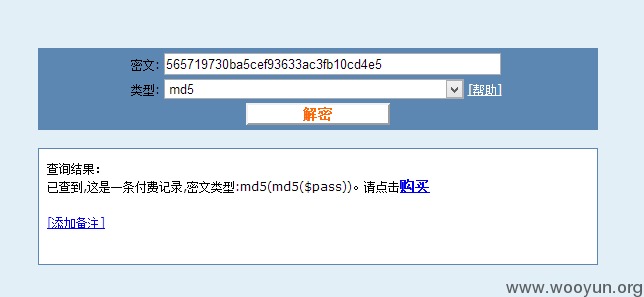 密文: 565719730ba5cef93633ac3fb10cd4e5
类型: md5 [帮助]
解密
查询结果:
已查到,这是一条付费记录,密文类型:md5(md5($pass))。请点击购买
[添加备注]
www.wooyun.org